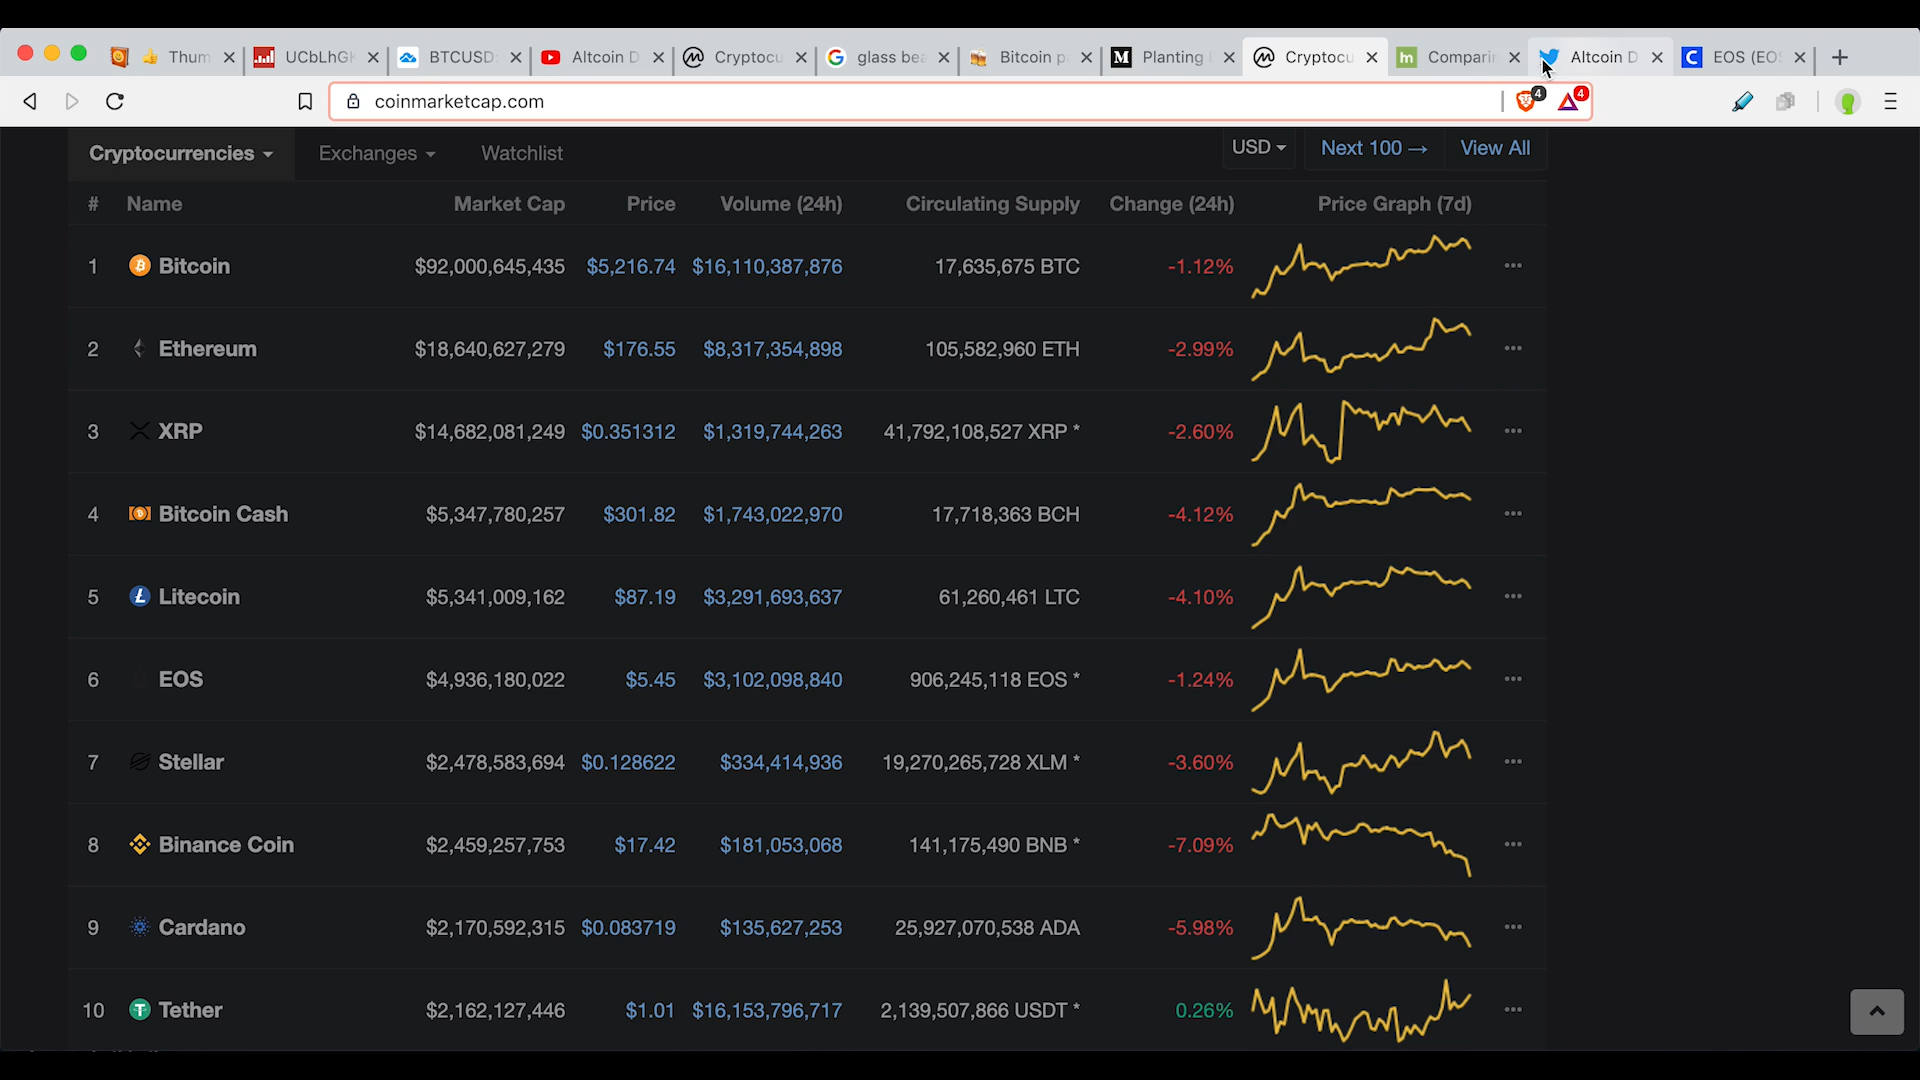 Thum UCbLhGK BTCUSD: Altcoin D Cryptocu glass bea Bitcoin p Planting Cryptocu Comparin Altcoin D EOS (EOS
coinmarketcap.com 4 4
Cryptocurrencies Exchanges Watchlist USD Next 100 → View All
# Name Market Cap Price Volume (24h) Circulating Supply Change (24h) Price Graph (7d)
1 Bitcoin $92,000,645,435 $5,216.74 $16,110,387,876 17,635,675 BTC -1.12%
2 Ethereum $18,640,627,279 $176.55 $8,317,354,898 105,582,960 ETH -2.99%
3 XRP $14,682,081,249 $0.351312 $1,319,744,263 41,792,108,527 XRP * -2.60%
4 Bitcoin Cash $5,347,780,257 $301.82 $1,743,022,970 17,718,363 BCH -4.12%
5 Litecoin $5,341,009,162 $87.19 $3,291,693,637 61,260,461 LTC -4.10%
6 EOS $4,936,180,022 $5.45 $3,102,098,840 906,245,118 EOS * -1.24%
7 Stellar $2,478,583,694 $0.128622 $334,414,936 19,270,265,728 XLM * -3.60%
8 Binance Coin $2,459,257,753 $17.42 $181,053,068 141,175,490 BNB * -7.09%
9 Cardano $2,170,592,315 $0.083719 $135,627,253 25,927,070,538 ADA -5.98%
10 Tether $2,162,127,446 $1.01 $16,153,796,717 2,139,507,866 USDT * 0.26%